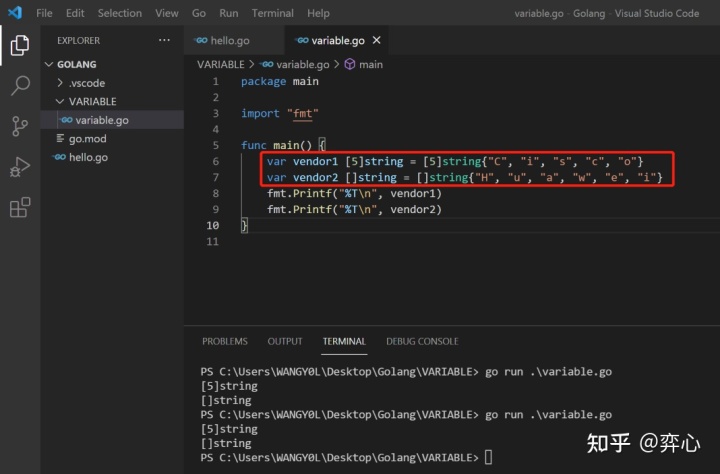 File Edit Selection View Go Run Terminal Help variable.go - Golang - Visual Studio Code
EXPLORER ··· hello.go variable.go ×
GOLANG VARIABLE > variable.go > main
.vscode
VARIABLE
variable.go
go.mod
hello.go
1 package main
2
3 import "fmt"
4
5 func main() {
6 var vendor1 [5]string = [5]string{"C", "i", "s", "c", "o"}
7 var vendor2 []string = []string{"H", "u", "a", "w", "e", "i"}
8 fmt.Printf("%T\n", vendor1)
9 fmt.Printf("%T\n", vendor2)
10 }
11
PROBLEMS OUTPUT TERMINAL DEBUG CONSOLE
PS C:\Users\WANGY0L\Desktop\Golang\VARIABLE> go run .\variable.go
[5]string
[]string
PS C:\Users\WANGY0L\Desktop\Golang\VARIABLE> go run .\variable.go
[5]string
[]string
PS C:\Users\WANGY0L\Desktop\Golang\VARIABLE>
知乎 @弈心